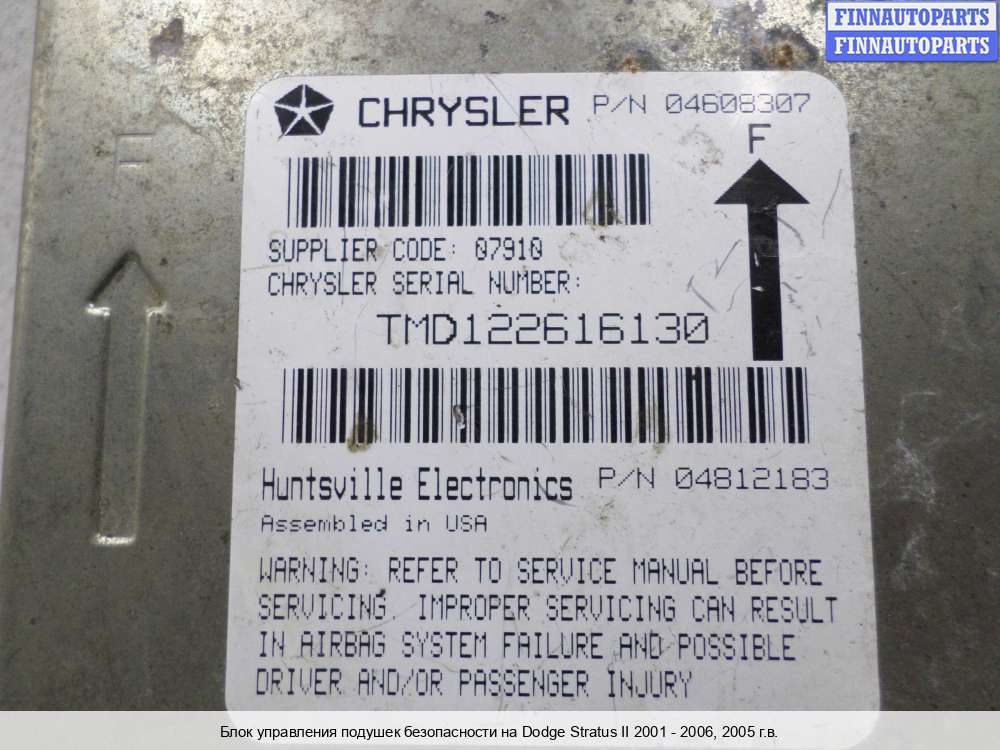 FINNAUTOPARTS
FINNAUTOPARTS
CHRYSLER P/N 04608307
F
F
SUPPLIER CODE: 07910
CHRYSLER SERIAL NUMBER:
TMD122616130
Huntsville Electronics P/N 04812183
Assembled in USA
WARNING: REFER TO SERVICE MANUAL BEFORE
SERVICING. IMPROPER SERVICING CAN RESULT
IN AIRBAG SYSTEM FAILURE AND POSSIBLE
DRIVER AND/OR PASSENGER INJURY
Блок управления подушек безопасности на Dodge Stratus II 2001 - 2006, 2005 г.в.